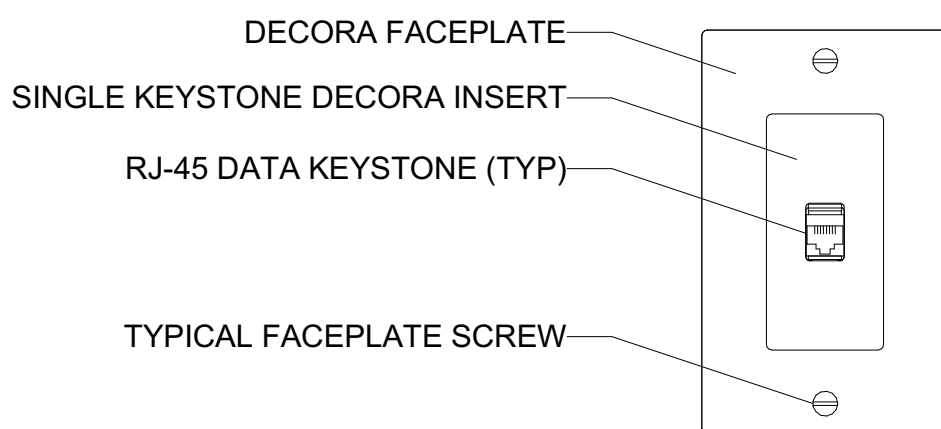 DECORA FACEPLATE
SINGLE KEYSTONE DECORA INSERT
RJ-45 DATA KEYSTONE (TYP)
TYPICAL FACEPLATE SCREW